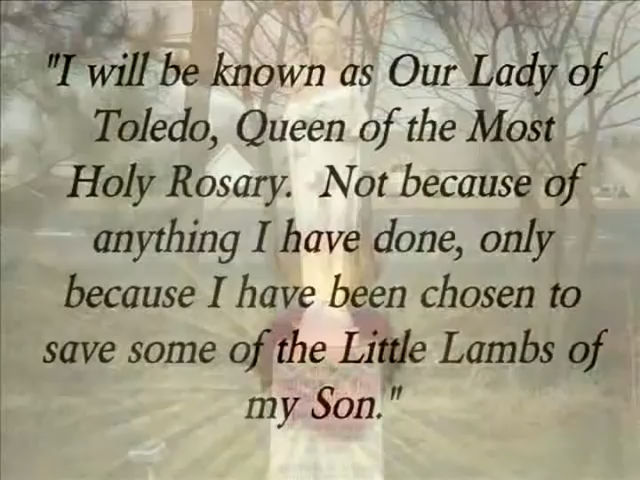 "I will be known as Our Lady of
Toledo, Queen of the Most
Holy Rosary.  Not because of
anything I have done, only
because I have been chosen to
save some of the Little Lambs of
my Son."